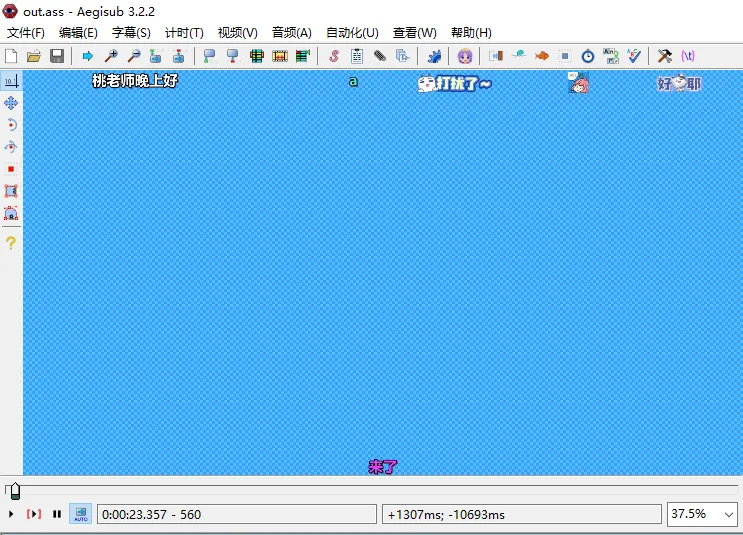 out.ass - Aegisub 3.2.2
文件(F) 编辑(E) 字幕(S) 计时(T) 视频(V) 音频(A) 自动化(U) 查看(W) 帮助(H)
桃老师晚上好 a 打扰了~ 好耶
来了
AUTO 0:00:23.357 - 560 +1307ms; -10693ms 37.5%